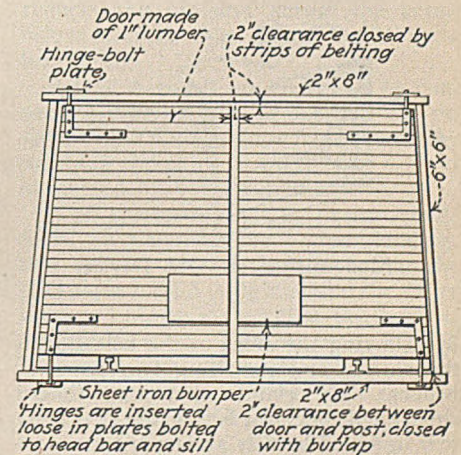 Door made
of 1" lumber
2" clearance closed by
strips of belting
Hinge-bolt
plate
2"x8"
6"x6"
Sheet iron bumper
2"x8"
Hinges are inserted
loose in plates bolted
to head bar and sill
2" clearance between
door and post, closed
with burlap